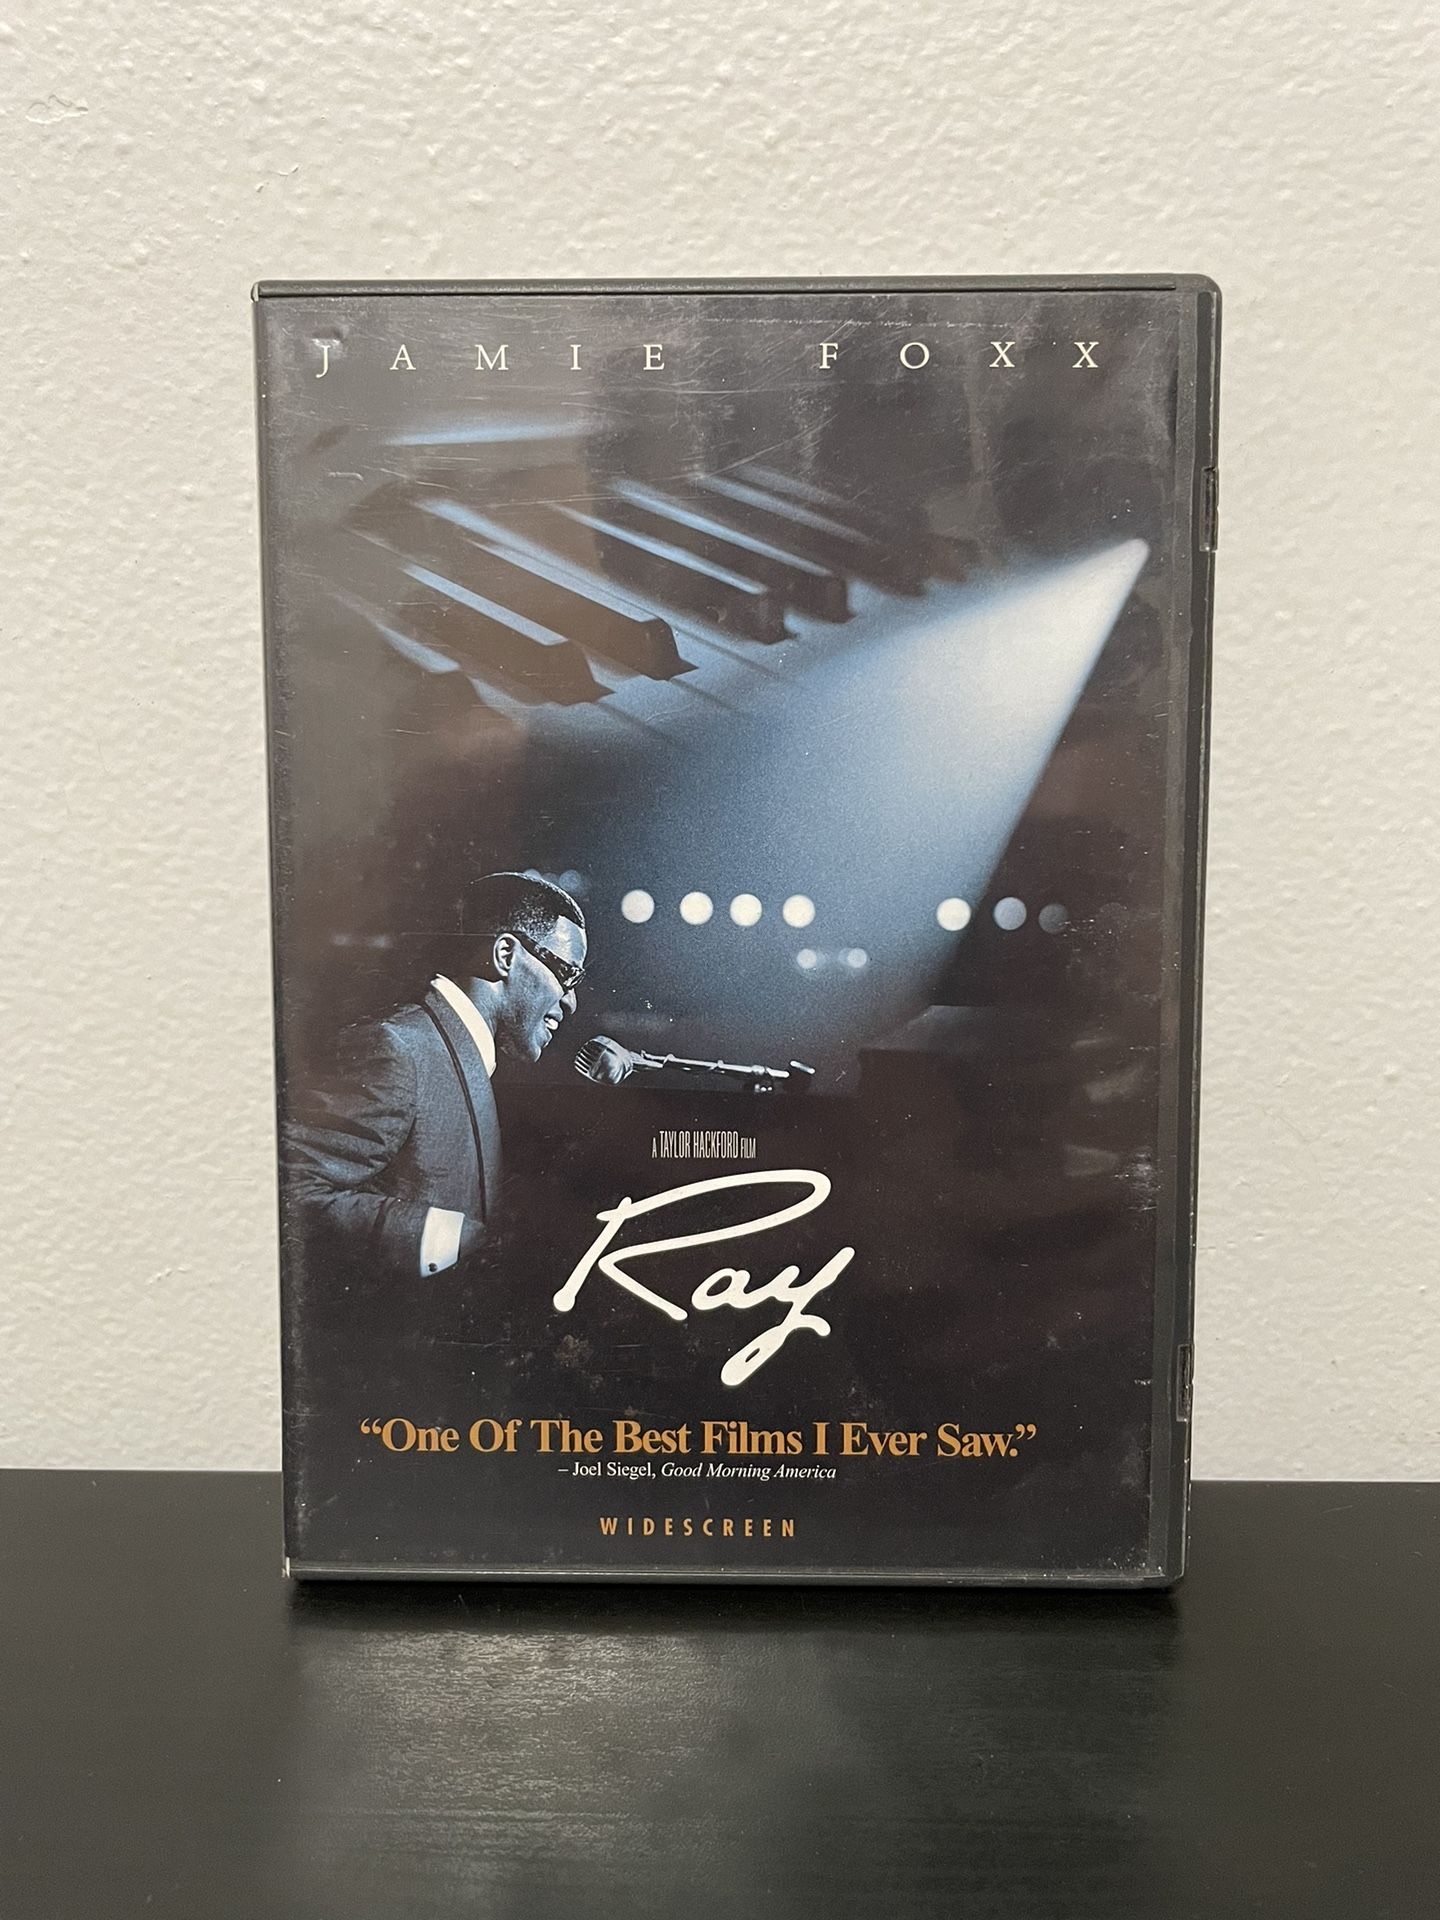 JAMIE FOXX
A TAYLOR HACKFORD FILM
Ray
“One Of The Best Films I Ever Saw.”
– Joel Siegel, Good Morning America
WIDESCREEN